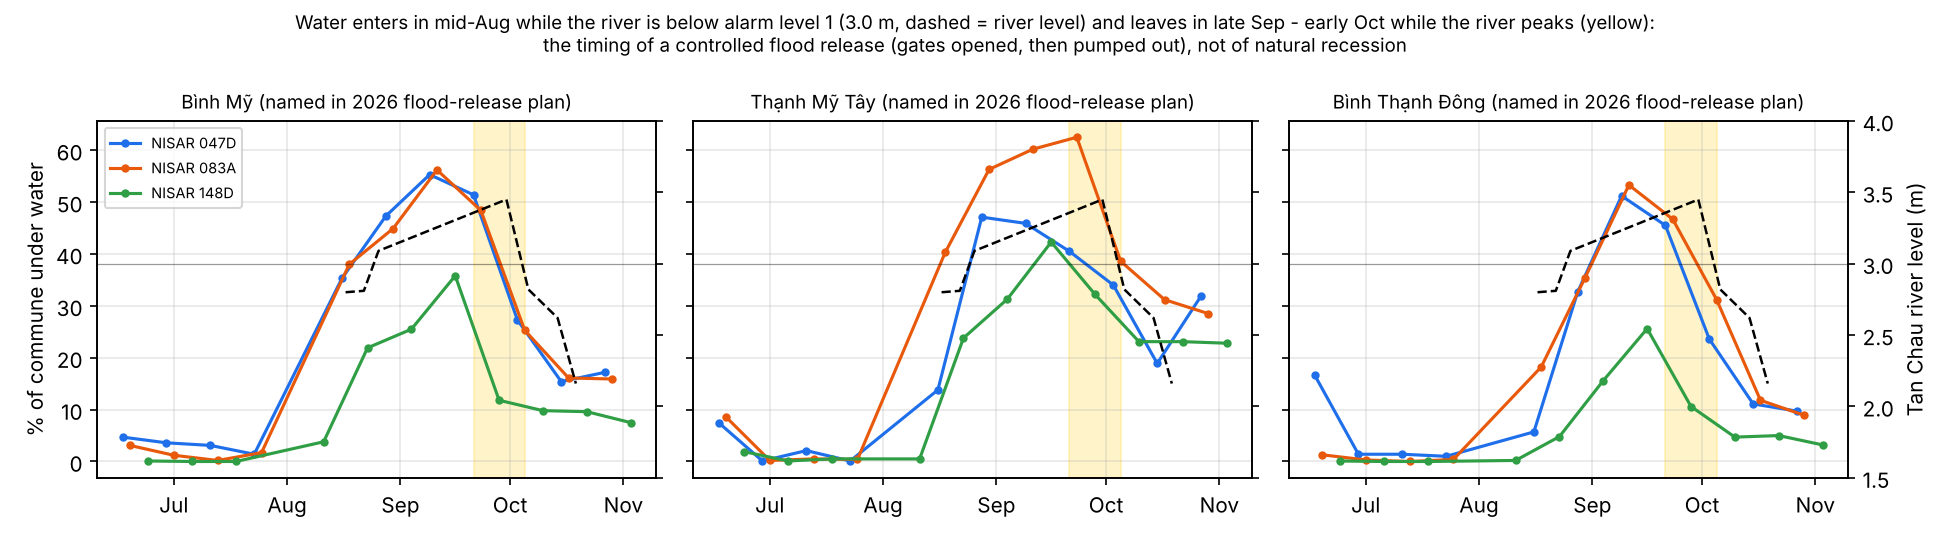 Water enters in mid-Aug while the river is below alarm level 1 (3.0 m, dashed = river level) and leaves in late Sep - early Oct while the river peaks (yellow):
the timing of a controlled flood release (gates opened, then pumped out), not of natural recession
Bình Mỹ (named in 2026 flood-release plan)
Thạnh Mỹ Tây (named in 2026 flood-release plan)
Bình Thạnh Đông (named in 2026 flood-release plan)
NISAR 047D
NISAR 083A
NISAR 148D
% of commune under water
60
50
40
30
20
10
0
4.0
3.5
3.0
2.5
2.0
1.5
Tan Chau river level (m)
Jul Aug Sep Oct Nov
Jul Aug Sep Oct Nov
Jul Aug Sep Oct Nov